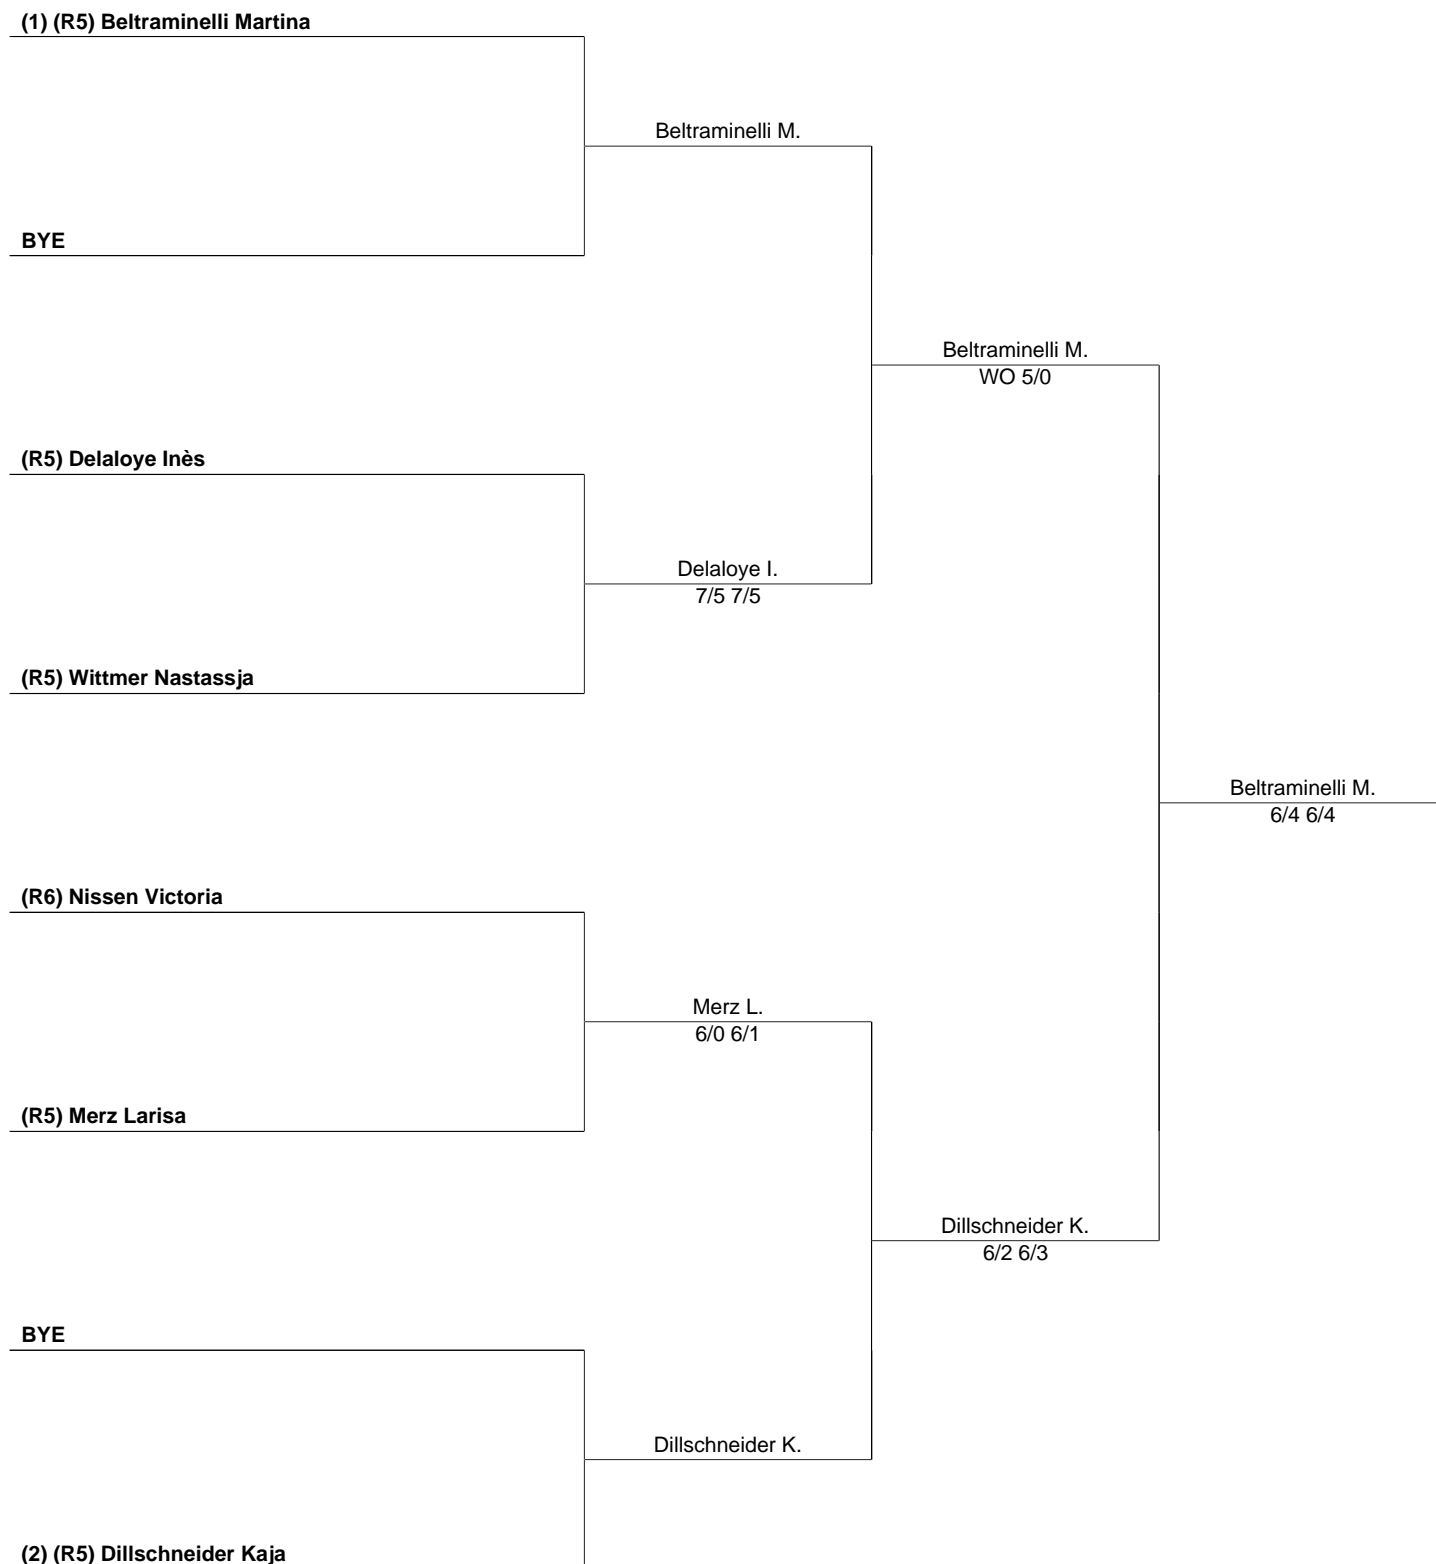 (1) (R5) Beltraminelli Martina
Beltraminelli M.
BYE
Beltraminelli M.
WO 5/0
(R5) Delaloye Inès
Delaloye I.
7/5 7/5
(R5) Wittmer Nastassja
Beltraminelli M.
6/4 6/4
(R6) Nissen Victoria
Merz L.
6/0 6/1
(R5) Merz Larisa
Dillschneider K.
6/2 6/3
BYE
Dillschneider K.
(2) (R5) Dillschneider Kaja